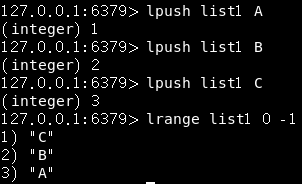 127.0.0.1:6379> lpush list1 A
(integer) 1
127.0.0.1:6379> lpush list1 B
(integer) 2
127.0.0.1:6379> lpush list1 C
(integer) 3
127.0.0.1:6379> lrange list1 0 -1
1) "C"
2) "B"
3) "A"